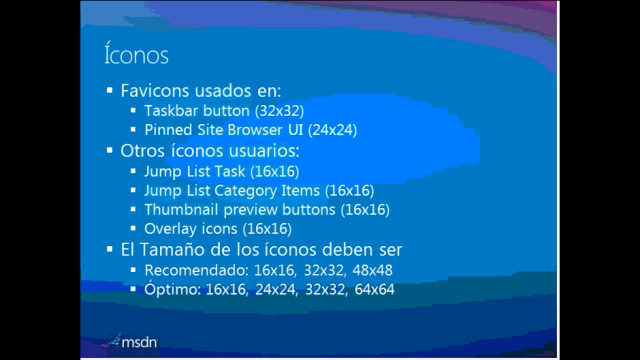 Íconos
Favicons usados en:
Taskbar button (32x32)
Pinned Site Browser UI (24x24)
Otros íconos usuarios:
Jump List Task (16x16)
Jump List Category Items (16x16)
Thumbnail preview buttons (16x16)
Overlay icons (16x16)
El Tamaño de los íconos deben ser
Recomendado: 16x16, 32x32, 48x48
Óptimo: 16x16, 24x24, 32x32, 64x64
msdn